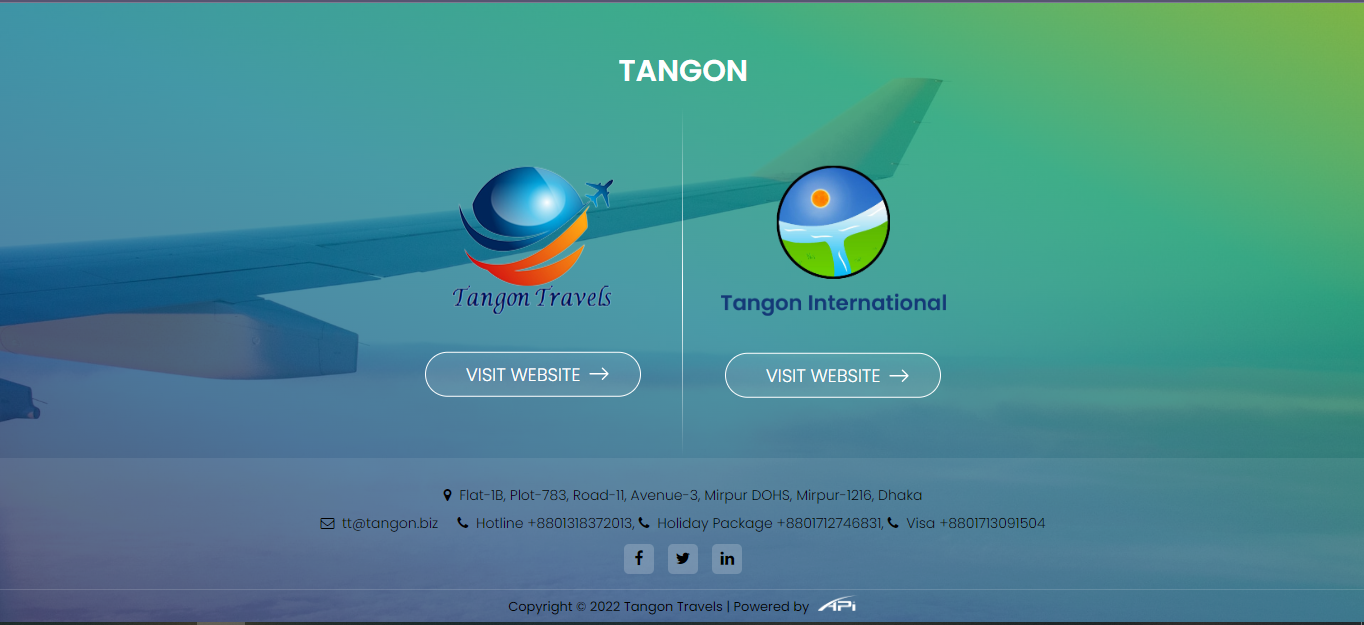 TANGON
Tangon Travels
Tangon International
VISIT WEBSITE
VISIT WEBSITE
Flat-1B, Plot-783, Road-11, Avenue-3, Mirpur DOHS, Mirpur-1216, Dhaka
tt@tangon.biz Hotline +8801318372013, Holiday Package +8801712746831, Visa +8801713091504
Copyright © 2022 Tangon Travels | Powered by APi